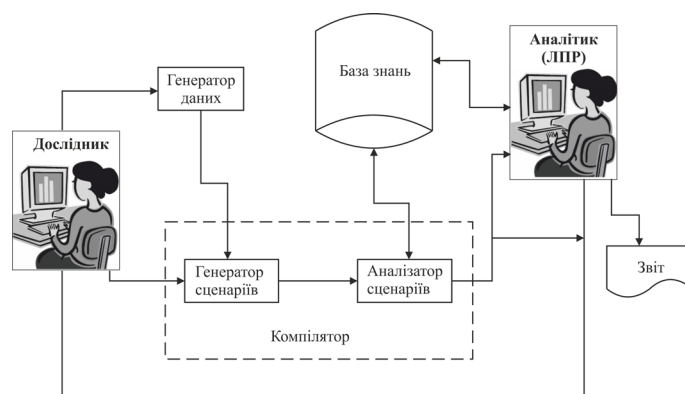 Аналітик
(ЛПР)
База знань
Генератор
даних
Дослідник
Генератор
сценаріїв
Аналізатор
сценаріїв
Звіт
Компілятор